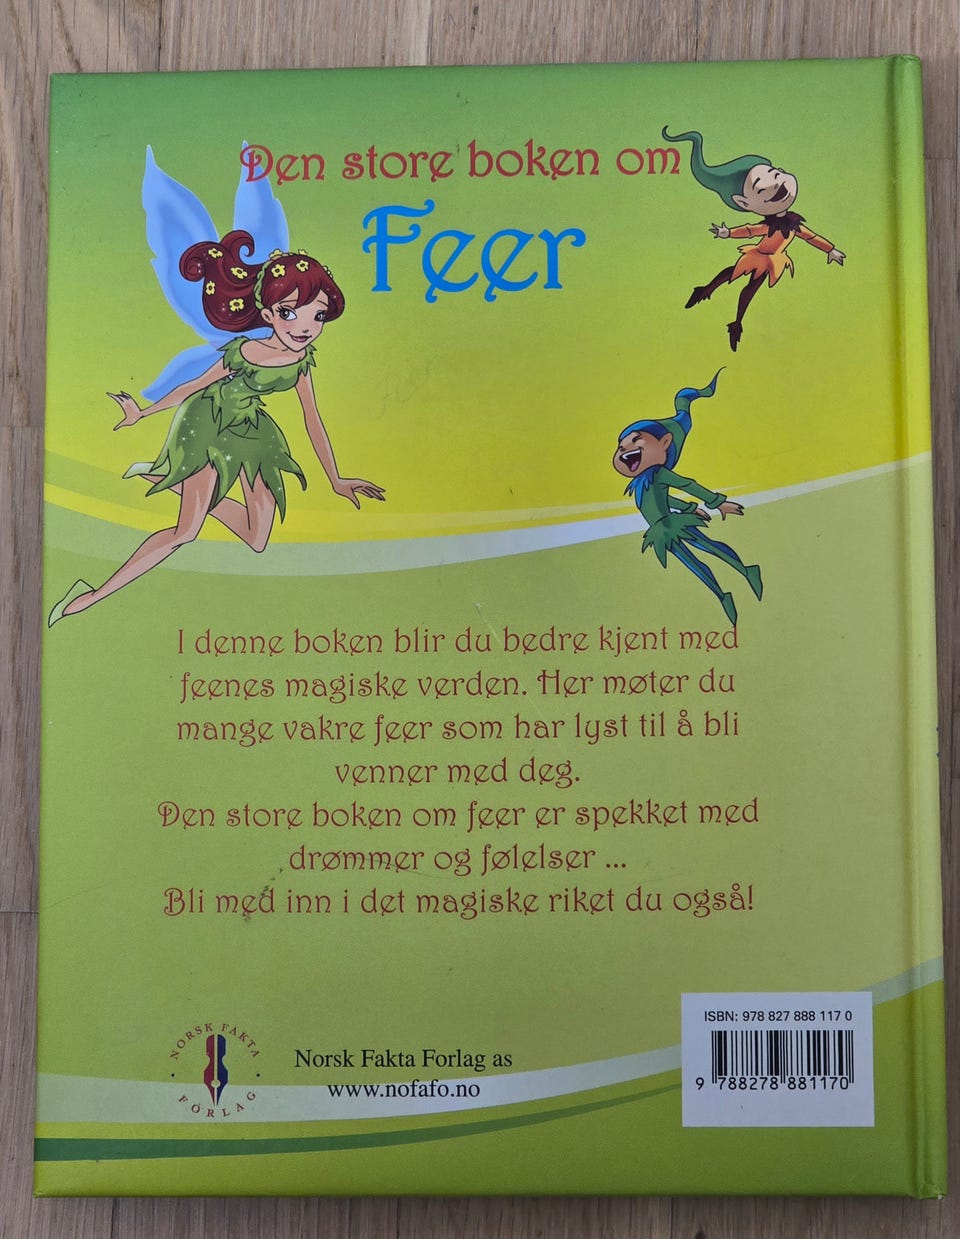 Den store boken om
Feer
I denne boken blir du bedre kjent med
feenes magiske verden. Her møter du
mange vakre feer som har lyst til å bli
venner med deg.
Den store boken om feer er spekket med
drømmer og følelser ...
Bli med inn i det magiske riket du også!
NORSK FAKTA
FORLAG
Norsk Fakta Forlag as
www.nofafo.no
ISBN: 978 827 888 117 0
9 788278 881170